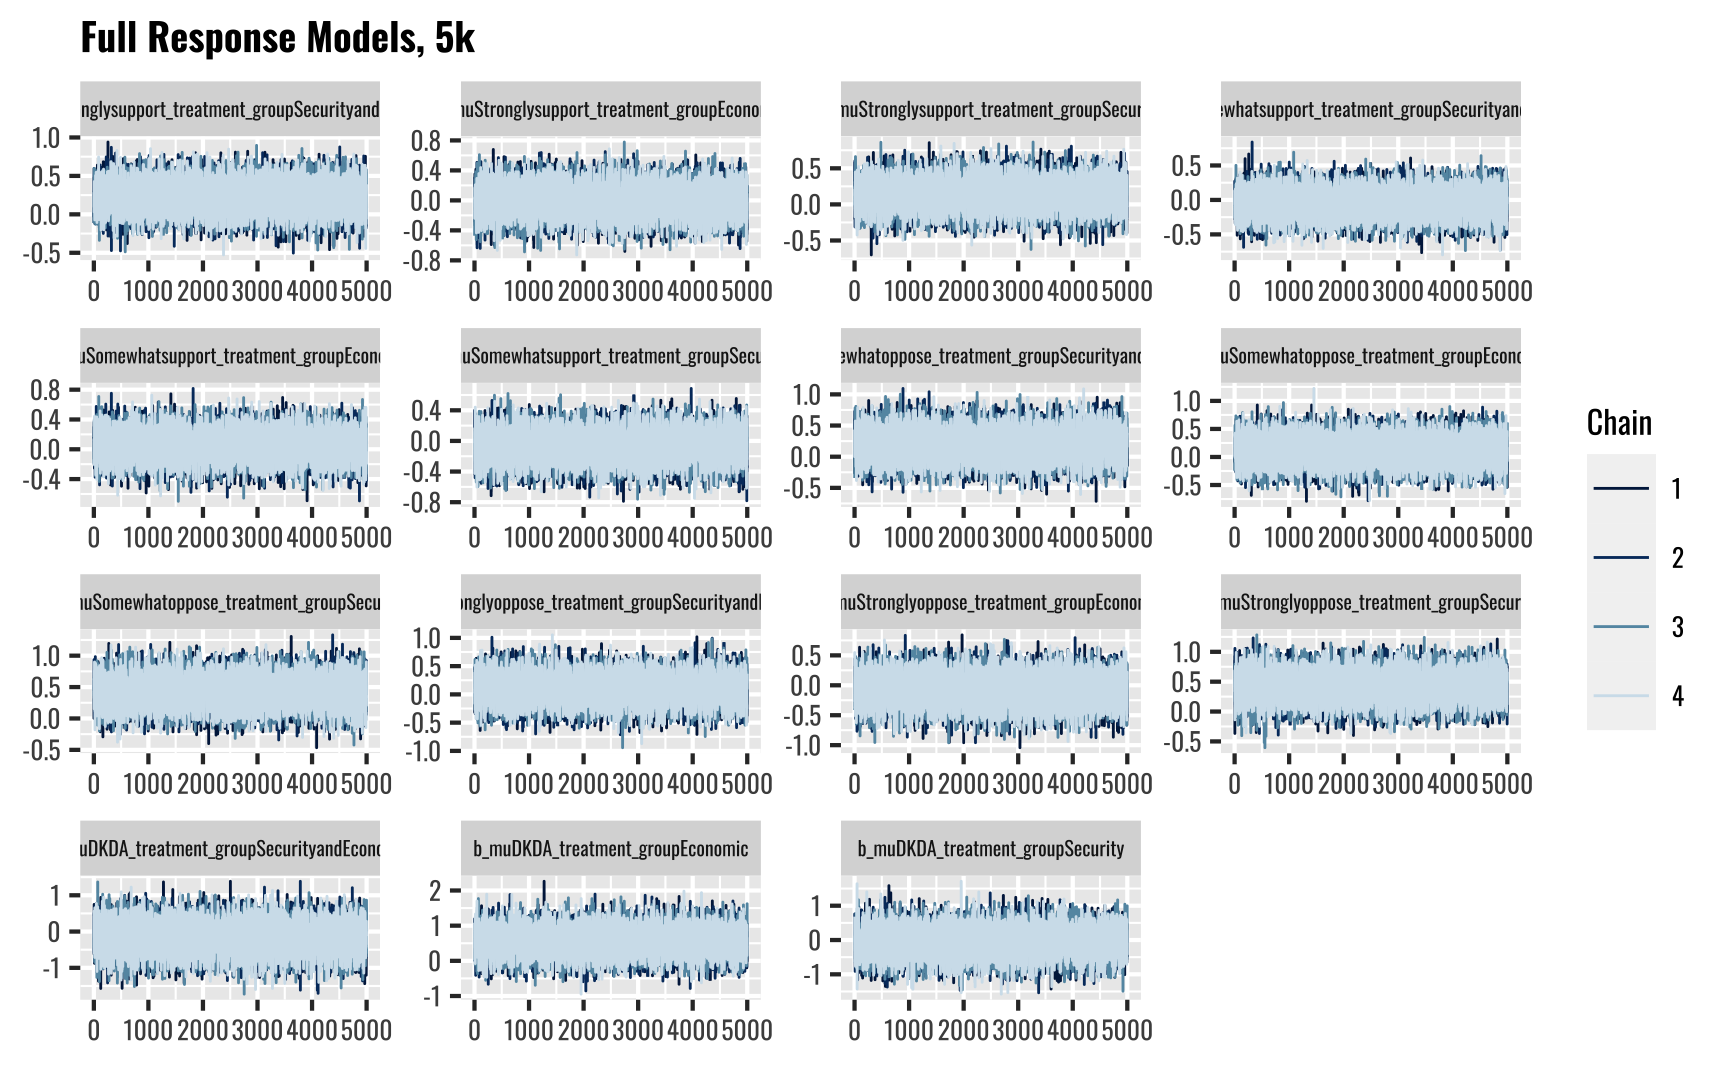 Full Response Models, 5k
nglysupport_treatment_groupSecurityand
muStronglysupport_treatment_groupEcono
muStronglysupport_treatment_groupSecur
ewhatsupport_treatment_groupSecurityand
1.0
0.5
0.0
-0.5
0.8
0.4
0.0
-0.4
-0.8
0.5
0.0
-0.5
0.5
0.0
-0.5
0 1000 2000 3000 4000 5000
0 1000 2000 3000 4000 5000
0 1000 2000 3000 4000 5000
0 1000 2000 3000 4000 5000
uSomewhatsupport_treatment_groupEcono
uSomewhatsupport_treatment_groupSecu
ewhatoppose_treatment_groupSecurityand
uSomewhatoppose_treatment_groupEcono
0.8
0.4
0.0
-0.4
0.4
0.0
-0.4
-0.8
1.0
0.5
0.0
-0.5
1.0
0.5
0.0
-0.5
0 1000 2000 3000 4000 5000
0 1000 2000 3000 4000 5000
0 1000 2000 3000 4000 5000
0 1000 2000 3000 4000 5000
Chain
1
2
3
4
nuSomewhatoppose_treatment_groupSecu
onglyoppose_treatment_groupSecurityandl
muStronglyoppose_treatment_groupEconor
muStronglyoppose_treatment_groupSecur
1.0
0.5
0.0
-0.5
1.0
0.5
0.0
-0.5
-1.0
0.5
0.0
-0.5
-1.0
1.0
0.5
0.0
-0.5
0 1000 2000 3000 4000 5000
0 1000 2000 3000 4000 5000
0 1000 2000 3000 4000 5000
0 1000 2000 3000 4000 5000
uDKDA_treatment_groupSecurityandEcono
b_muDKDA_treatment_groupEconomic
b_muDKDA_treatment_groupSecurity
1
0
-1
2
1
0
-1
1
0
-1
0 1000 2000 3000 4000 5000
0 1000 2000 3000 4000 5000
0 1000 2000 3000 4000 5000